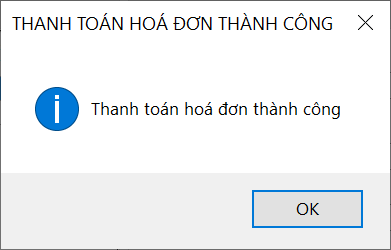 THANH TOÁN HOÁ ĐƠN THÀNH CÔNG
Thanh toán hoá đơn thành công
OK